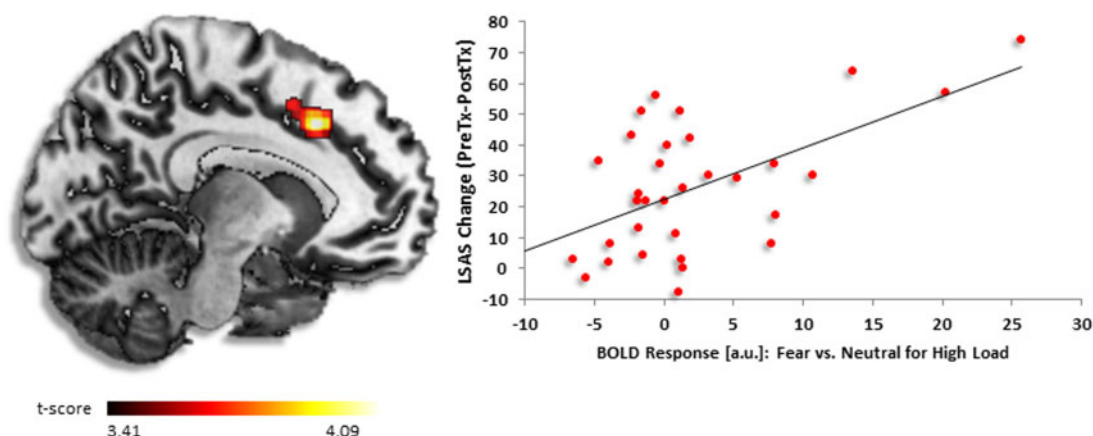 t-score
3.41 4.09
LSAS Change (PreTx-PostTx)
80
70
60
50
40
30
20
10
0
-10
-10 -5 0 5 10 15 20 25 30
BOLD Response [a.u.]: Fear vs. Neutral for High Load